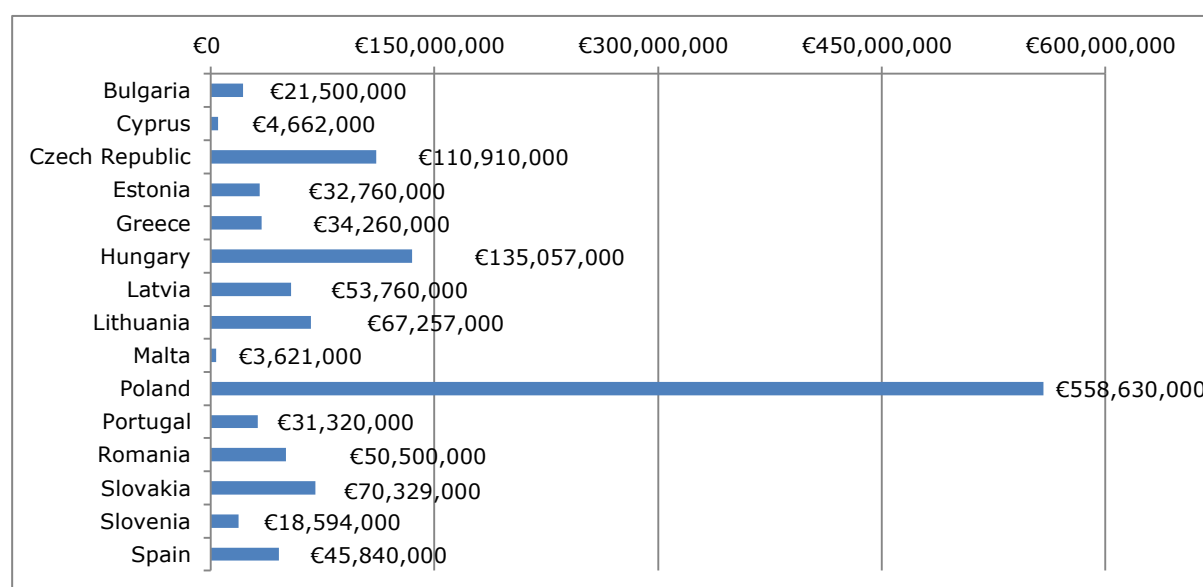 €0 €150,000,000 €300,000,000 €450,000,000 €600,000,000
Bulgaria €21,500,000
Cyprus €4,662,000
Czech Republic €110,910,000
Estonia €32,760,000
Greece €34,260,000
Hungary €135,057,000
Latvia €53,760,000
Lithuania €67,257,000
Malta €3,621,000
Poland €558,630,000
Portugal €31,320,000
Romania €50,500,000
Slovakia €70,329,000
Slovenia €18,594,000
Spain €45,840,000